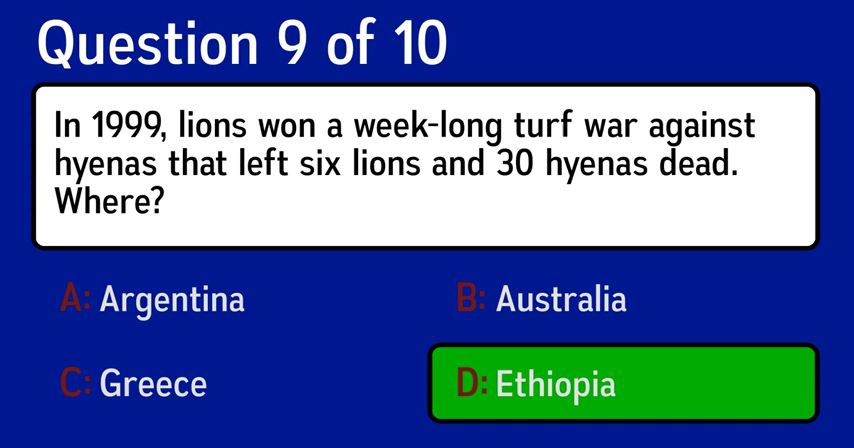 Question 9 of 10
In 1999, lions won a week-long turf war against
hyenas that left six lions and 30 hyenas dead.
Where?
A: Argentina
B: Australia
C: Greece
D: Ethiopia